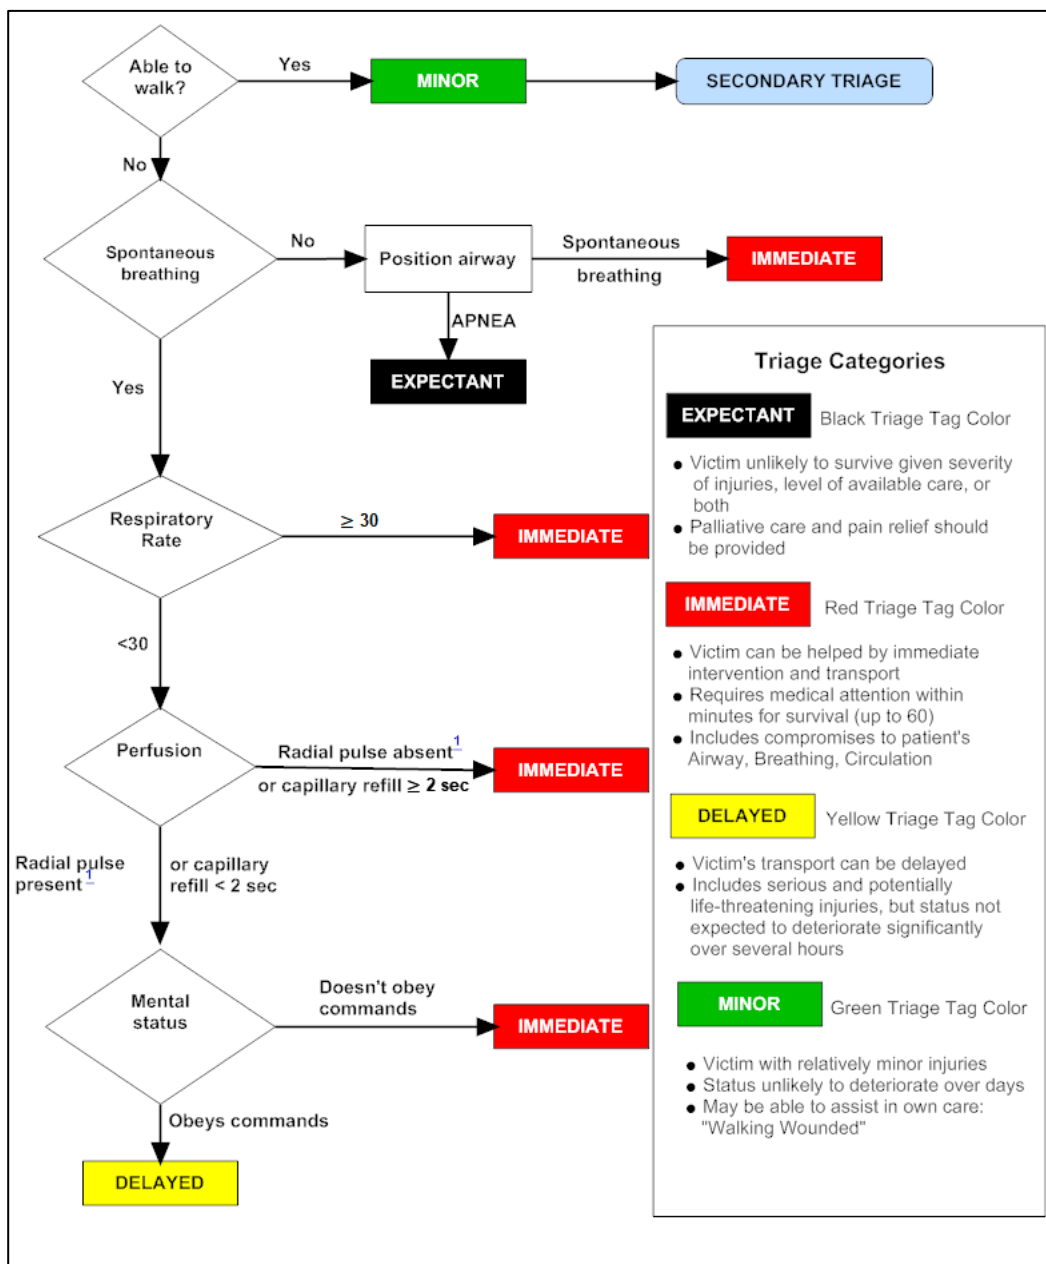 Able to
walk?
Yes
MINOR
SECONDARY TRIAGE
No
Spontaneous
breathing
No
Position airway
Spontaneous
breathing
IMMEDIATE
APNEA
EXPECTANT
Yes
Respiratory
Rate
≥ 30
IMMEDIATE
<30
Perfusion
Radial pulse absent 1
or capillary refill ≥ 2 sec
IMMEDIATE
Radial pulse
present 1
or capillary
refill < 2 sec
Mental
status
Doesn't obey
commands
IMMEDIATE
Obeys commands
DELAYED
Triage Categories
EXPECTANT Black Triage Tag Color
● Victim unlikely to survive given severity
of injuries, level of available care, or
both
● Palliative care and pain relief should
be provided
IMMEDIATE Red Triage Tag Color
● Victim can be helped by immediate
intervention and transport
● Requires medical attention within
minutes for survival (up to 60)
● Includes compromises to patient's
Airway, Breathing, Circulation
DELAYED Yellow Triage Tag Color
● Victim's transport can be delayed
● Includes serious and potentially
life-threatening injuries, but status not
expected to deteriorate significantly
over several hours
MINOR Green Triage Tag Color
● Victim with relatively minor injuries
● Status unlikely to deteriorate over days
● May be able to assist in own care:
"Walking Wounded"